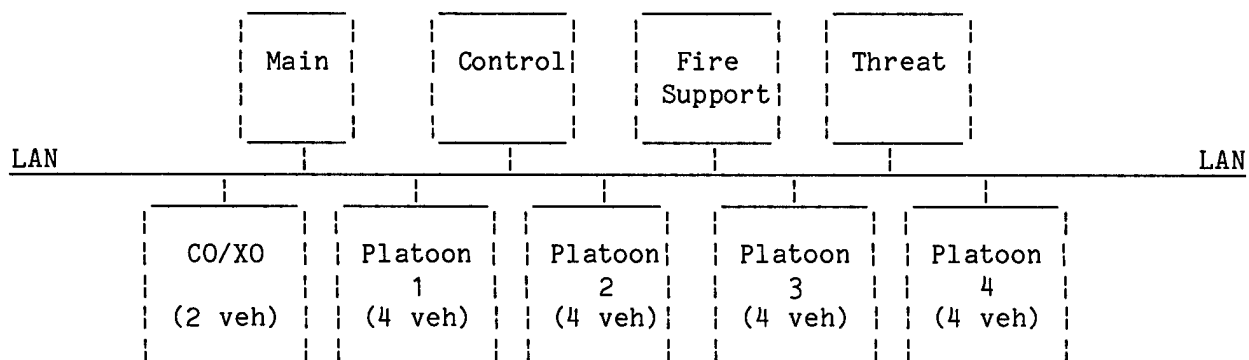 Main Control Fire Threat
Support
LAN LAN
CO/XO Platoon Platoon Platoon Platoon
1 2 3 4
(2 veh) (4 veh) (4 veh) (4 veh) (4 veh)